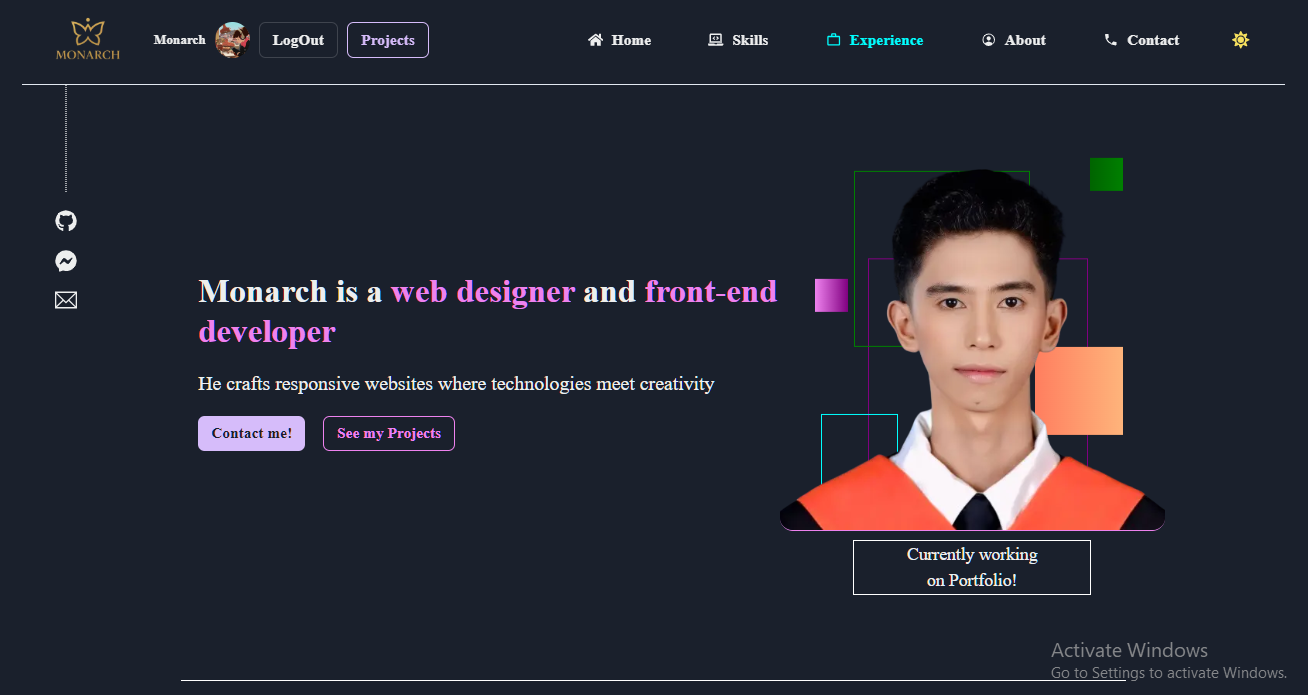 MONARCH
Monarch
LogOut
Projects
Home
Skills
Experience
About
Contact
Monarch is a web designer and front-end
developer
He crafts responsive websites where technologies meet creativity
Contact me!
See my Projects
Currently working
on Portfolio!
Activate Windows
Go to Settings to activate Windows.